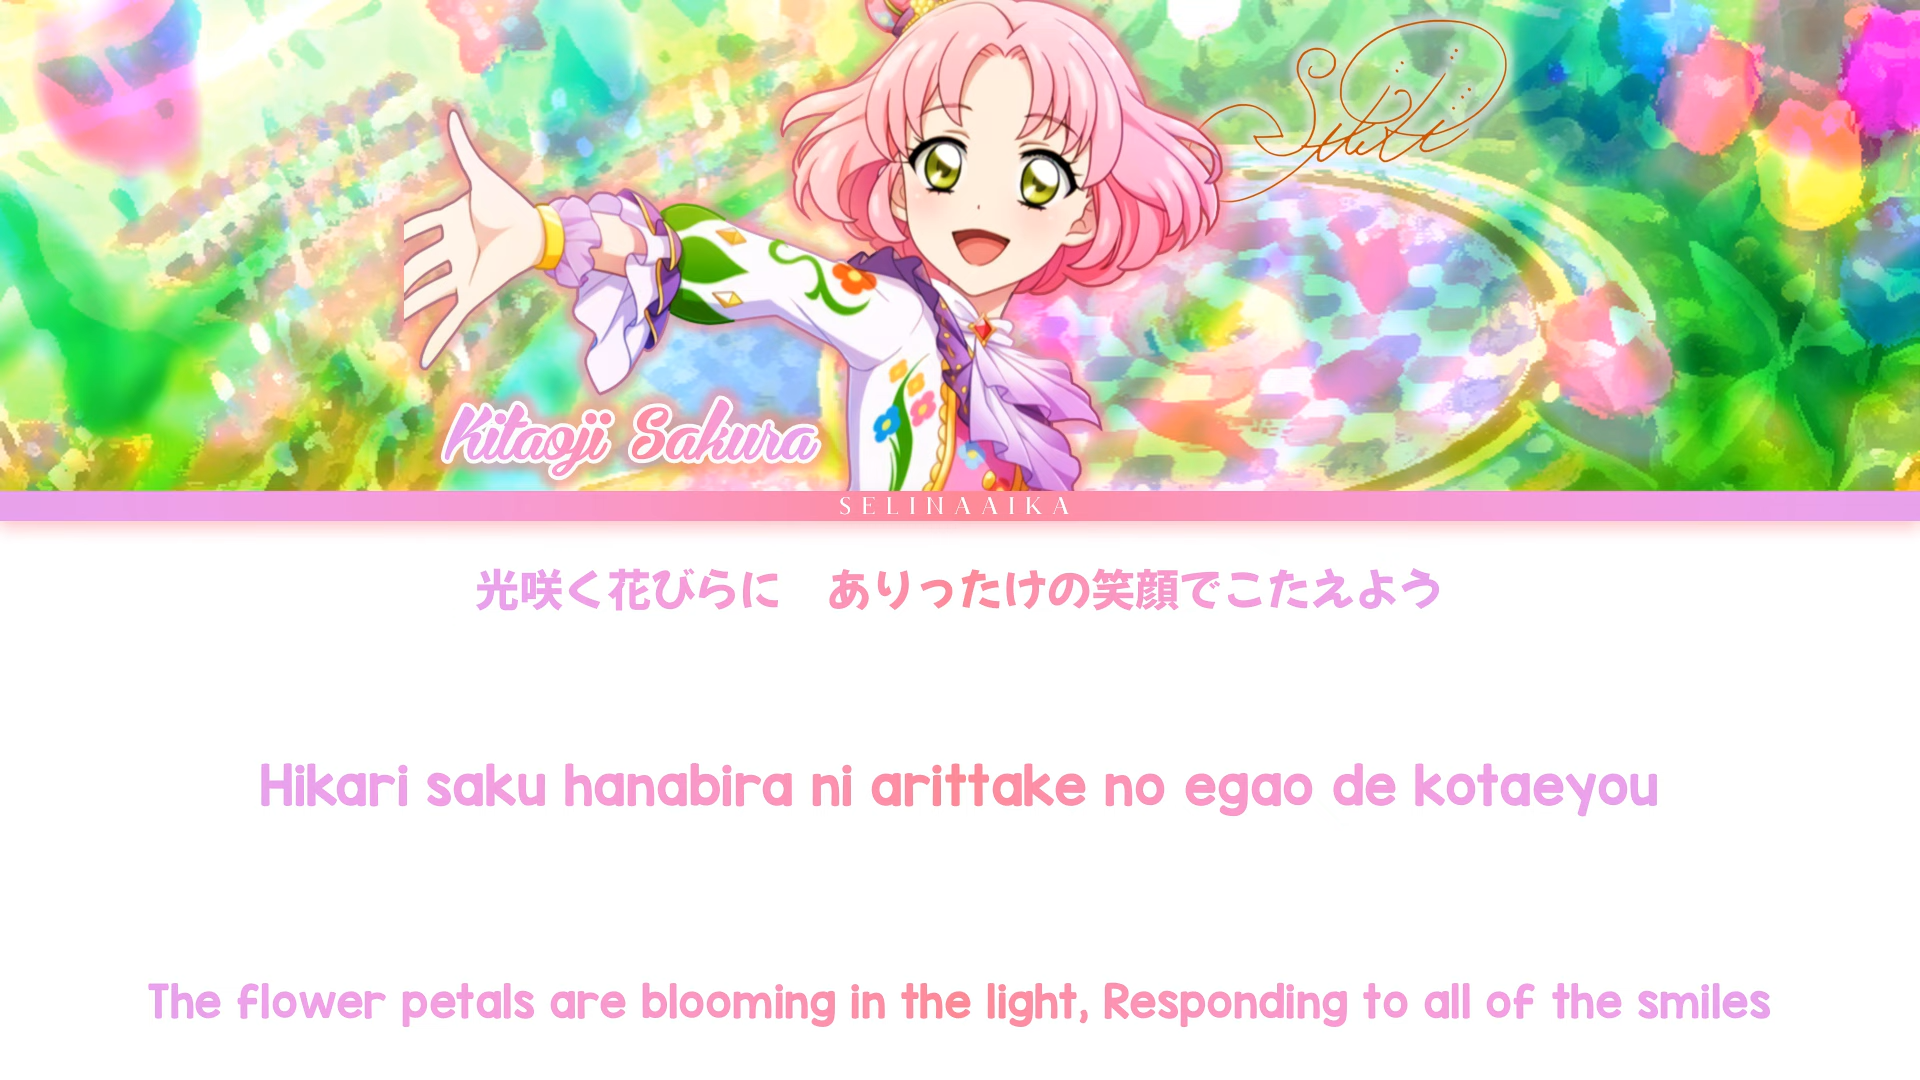 Kitaoji Sakura
SELINAAIKA
光咲く花びらに　ありったけの笑顔でこたえよう
Hikari saku hanabira ni arittake no egao de kotaeyou
The flower petals are blooming in the light, Responding to all of the smiles